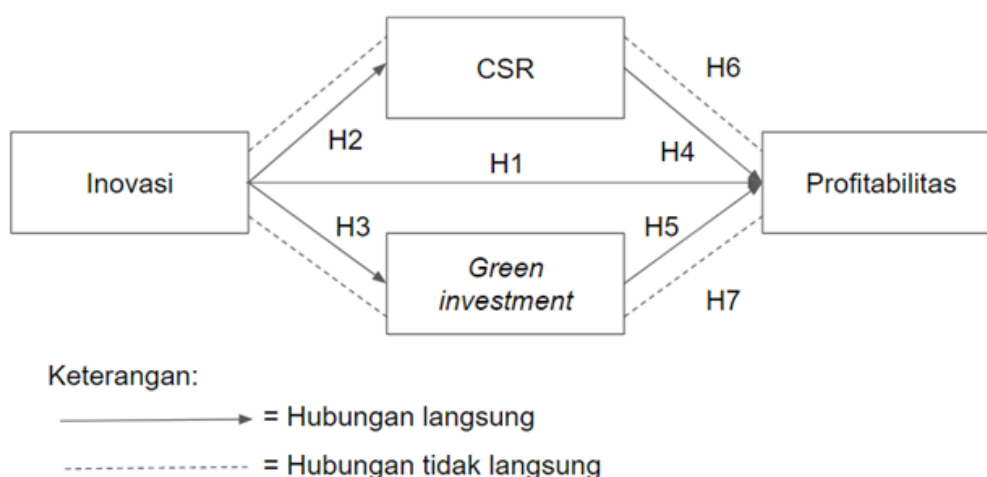 CSR
H6
H2
H4
H1
Inovasi
Profitabilitas
H3
H5
Green
investment
H7
Keterangan:
= Hubungan langsung
= Hubungan tidak langsung